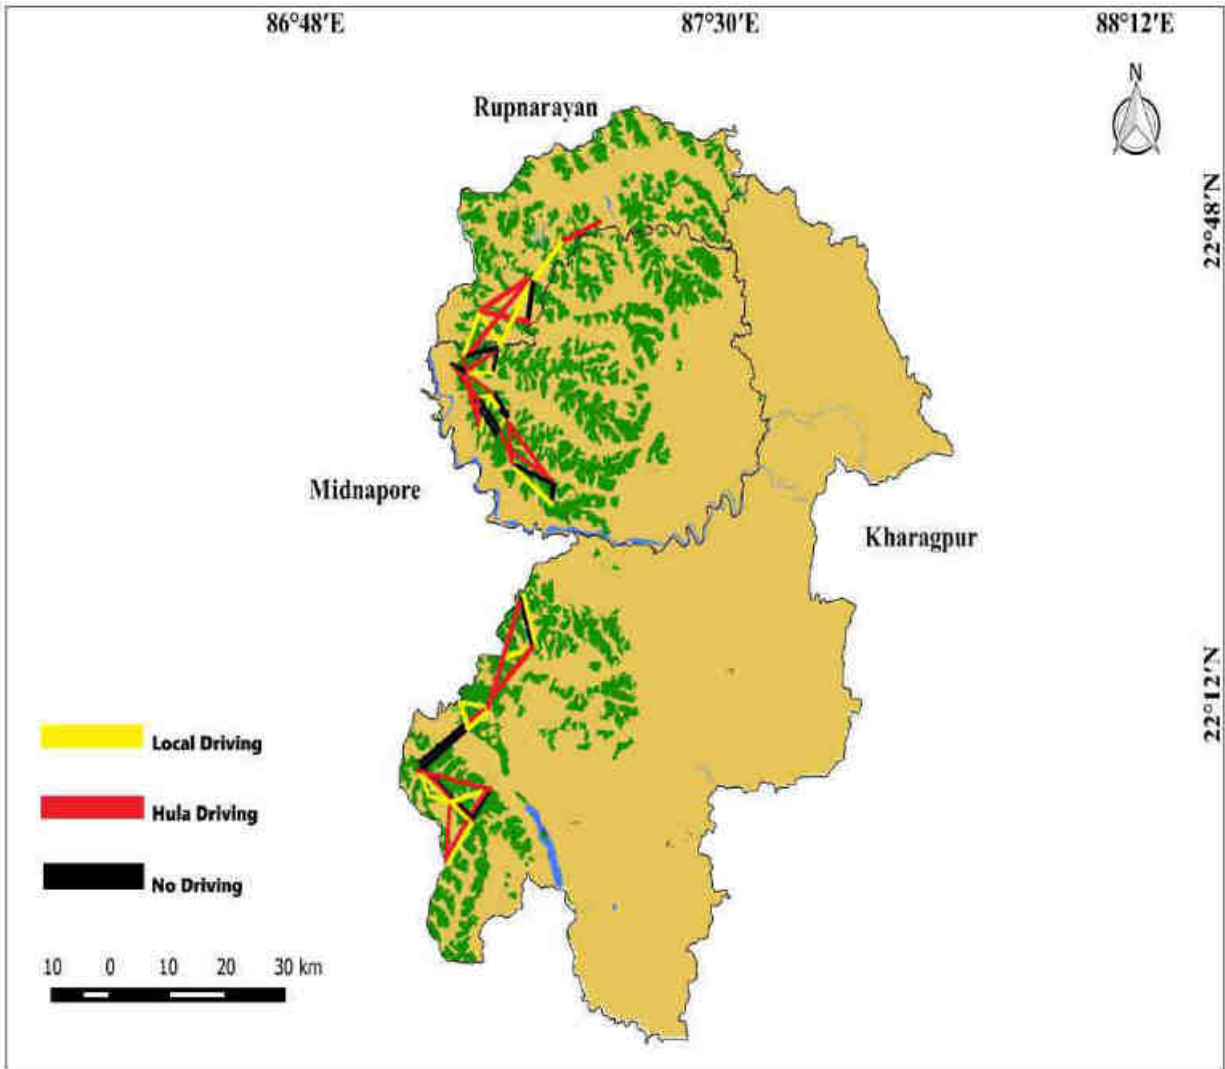 86°48'E 87°30'E 88°12'E
N
Rupnarayan
22°48'N
Midnapore
Kharagpur
22°12'N
Local Driving
Hula Driving
No Driving
10 0 10 20 30 km